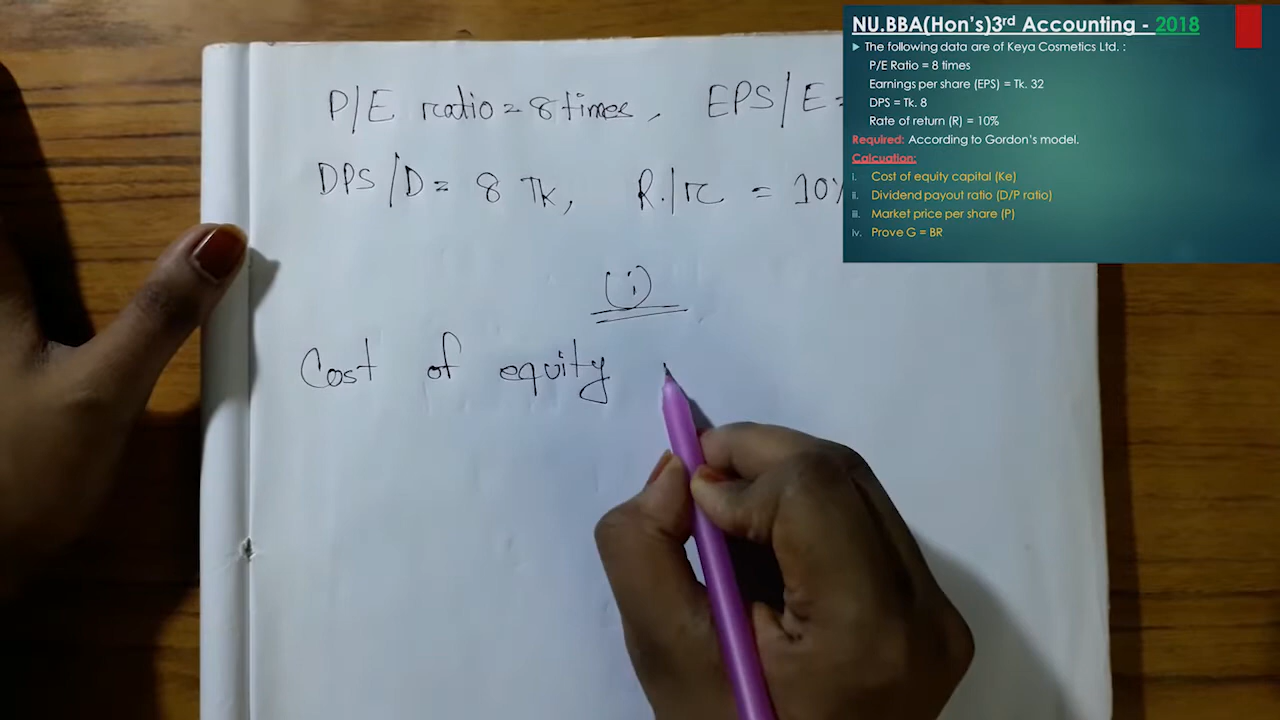 P/E ratio = 8 times, EPS/E =
DPS/D = 8 Tk, R./r = 10%
(i)
Cost of equity
NU.BBA(Hon's)3rd Accounting - 2018
The following data are of Keya Cosmetics Ltd. :
P/E Ratio = 8 times
Earnings per share (EPS) = Tk. 32
DPS = Tk. 8
Rate of return (R) = 10%
Required: According to Gordon's model.
Calcuation:
i. Cost of equity capital (Ke)
ii. Dividend payout ratio (D/P ratio)
iii. Market price per share (P)
iv. Prove G = BR